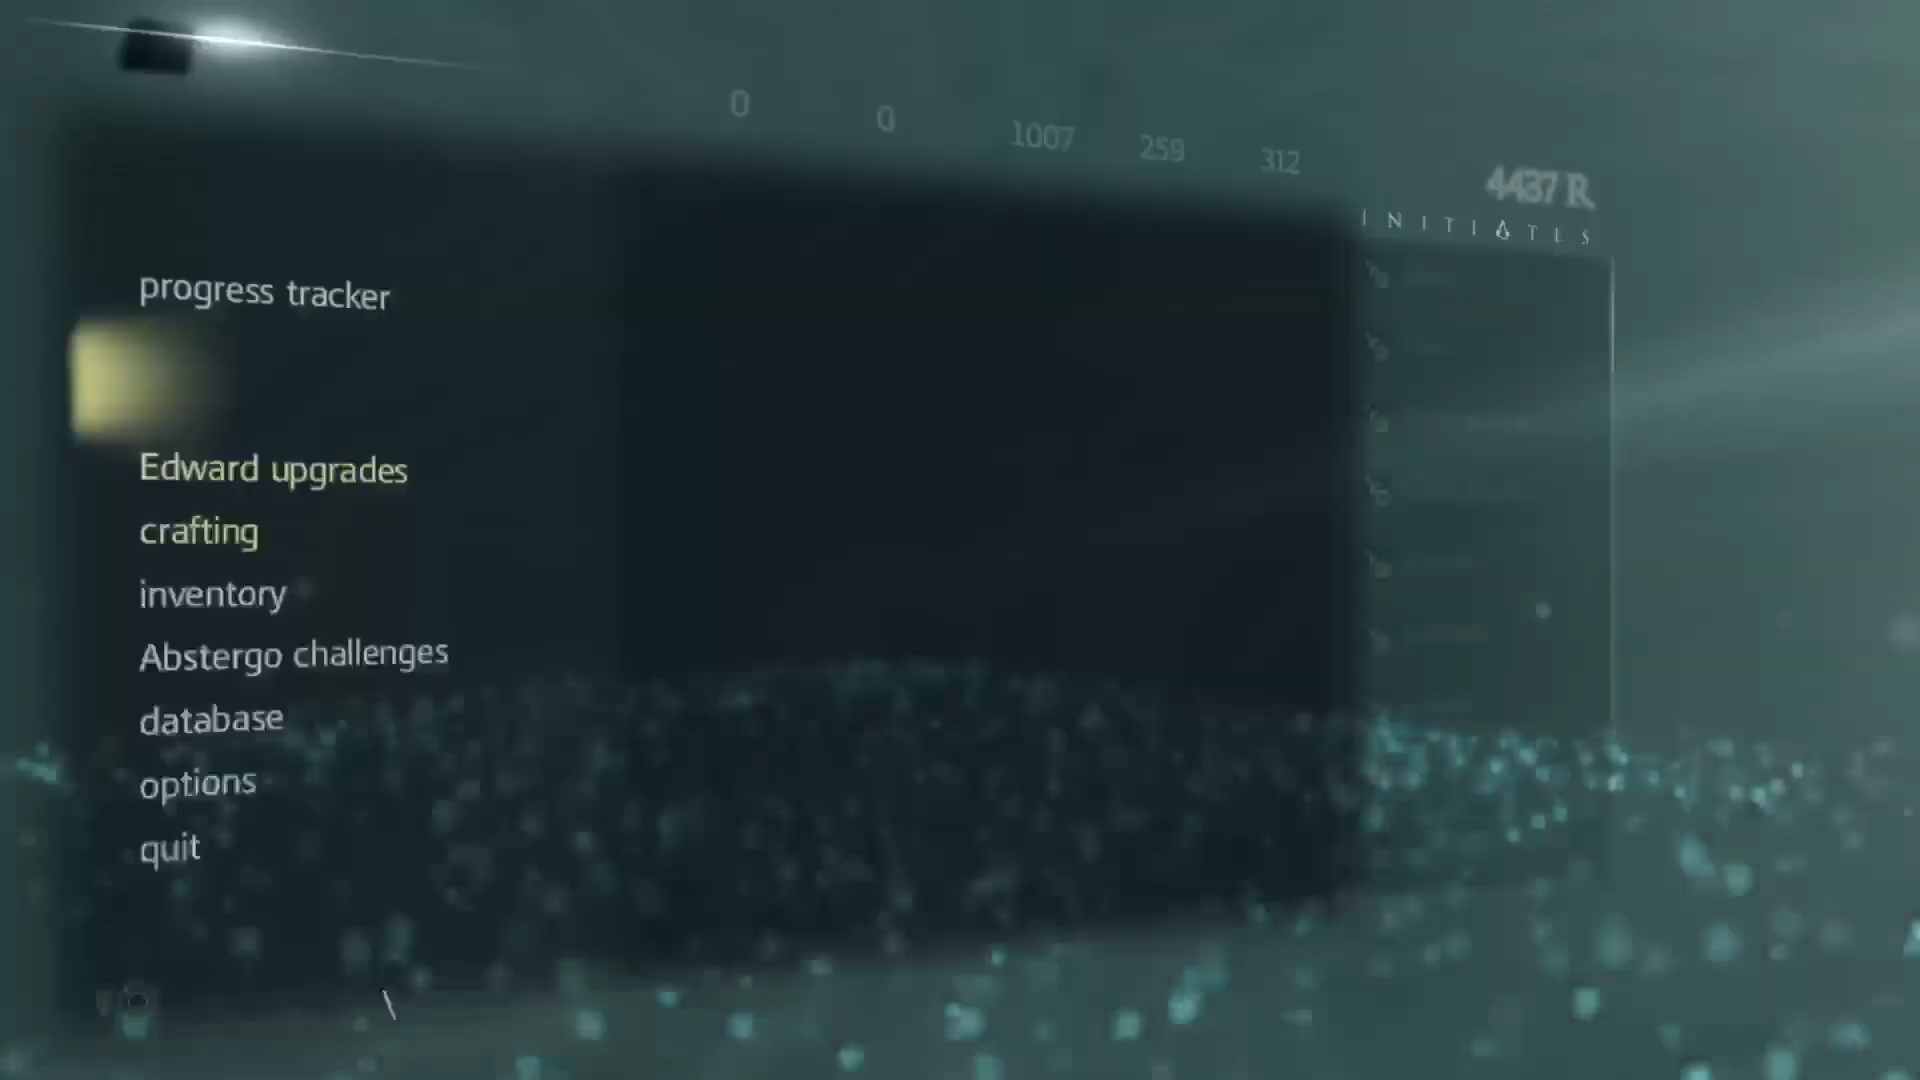 0 0 1007 259 312
4437 R
INITIATES
progress tracker
Edward upgrades
crafting
inventory
Abstergo challenges
database
options
quit